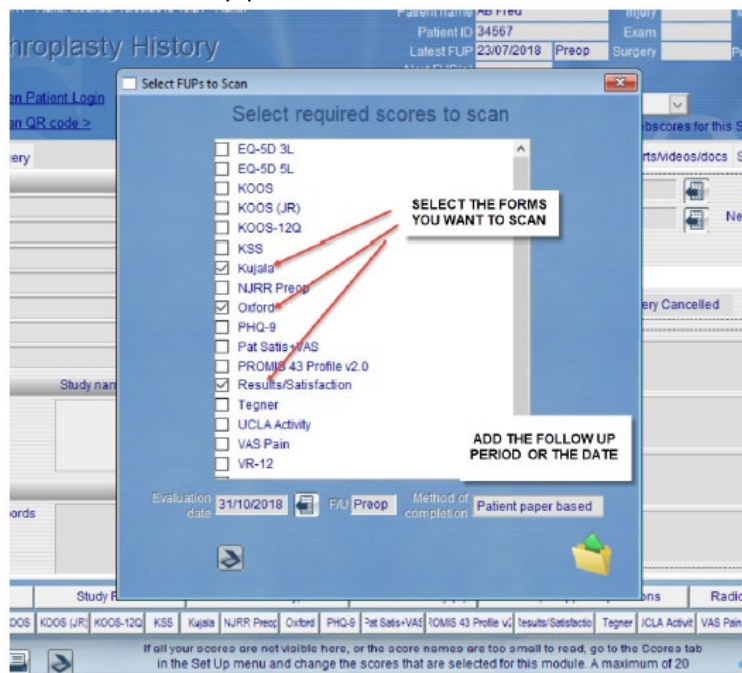 Patient name AB Fred Injury
Patient ID 34567 Exam
Latest FUP 23/07/2018 Preop Surgery
hroplasty History
Select FUPs to Scan
en Patient Login
an QR code >
Select required scores to scan
bscores for this S
ery
rts/videos/docs S
EQ-5D 3L
EQ-5D 5L
KOOS
KOOS (JR)
KOOS-12Q
KSS
Kujala
NJRR Preop
Oxford
PHQ-9
Pat Satis+VAS
PROMIS 43 Profile v2.0
Results/Satisfaction
Tegner
UCLA Activity
VAS Pain
VR-12
SELECT THE FORMS
YOU WANT TO SCAN
Ne
ery Cancelled
Study nam
ADD THE FOLLOW UP
PERIOD OR THE DATE
Evaluation date 31/10/2018 F/U Preop Method of completion Patient paper based
ords
Study F
ons Radio
OOS KOOS (JR) KOOS-12Q KSS Kujala NJRR Preop Oxford PHQ-9 Pat Satis+VAS ROMIS 43 Profile v2 Results/Satisfactio Tegner JCLA Activit VAS Pain
If all your scores are not visible here, or the score names are too small to read, go to the Scores tab
in the Set Up menu and change the scores that are selected for this module. A maximum of 20